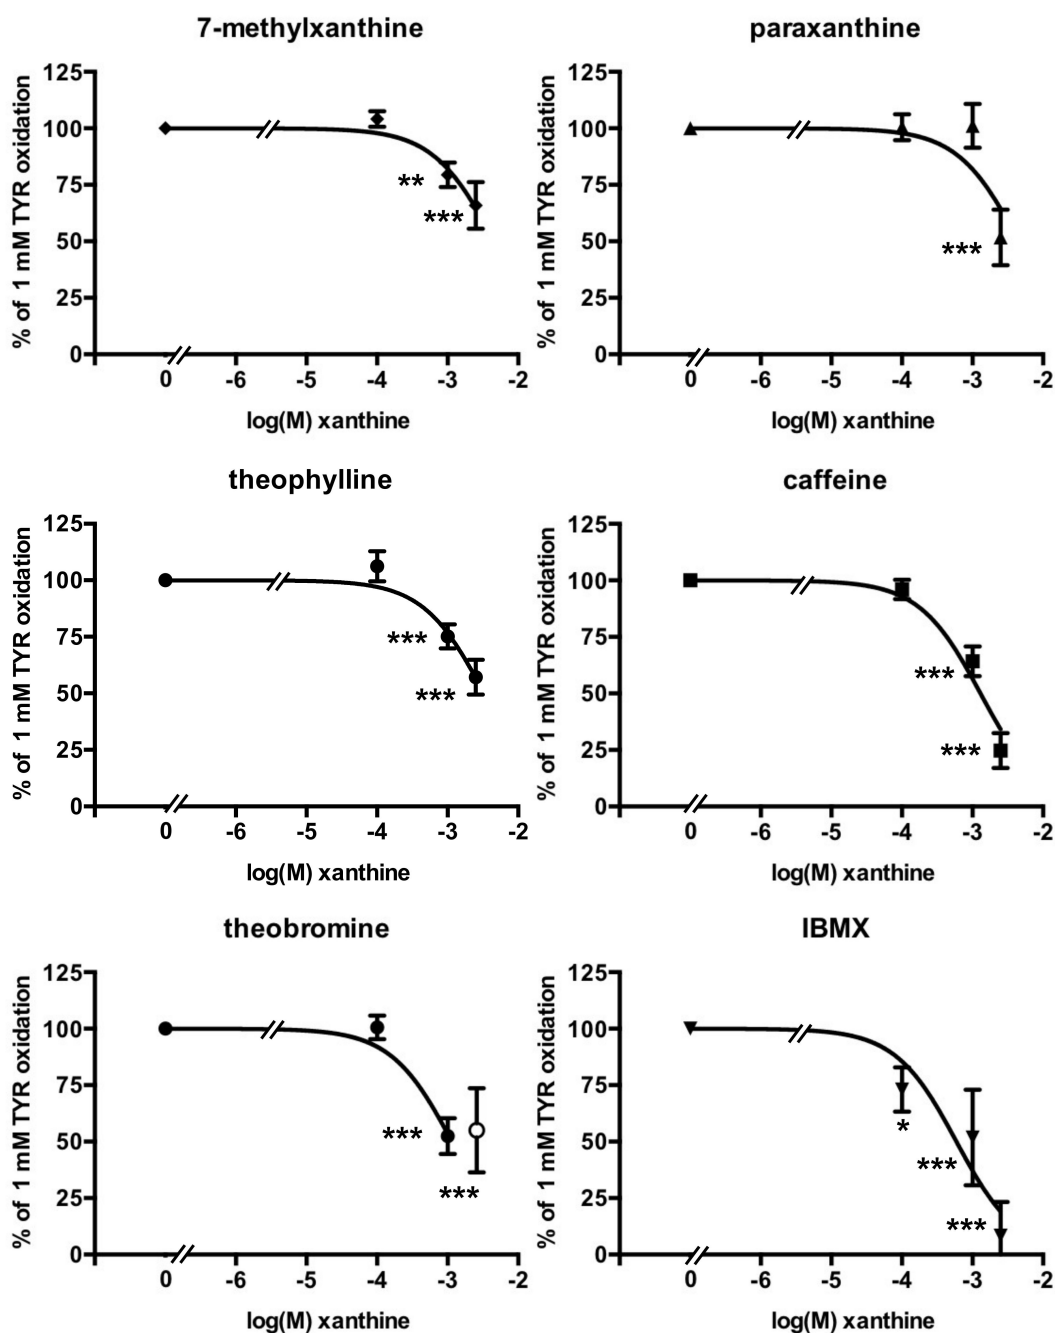 7-methylxanthine
% of 1 mM TYR oxidation
125
100
75
50
25
0
**
***
0 -6 -4 -3 -2
log(M) xanthine
paraxanthine
% of 1 mM TYR oxidation
125
100
75
50
25
0
***
0 -6 -5 -4 -3 -2
log(M) xanthine
theophylline
% of 1 mM TYR oxidation
125
100
75
50
25
0
***
***
0 -6 -4 -3 -2
log(M) xanthine
caffeine
% of 1 mM TYR oxidation
125
100
75
50
25
0
***
***
0 -6 -5 -4 -3 -2
log(M) xanthine
theobromine
% of 1 mM TYR oxidation
125
100
75
50
25
0
***
***
0 -6 -5 -4 -3 -2
log(M) xanthine
IBMX
% of 1 mM TYR oxidation
125
100
75
50
25
0
*
***
***
0 -6 -5 -4 -3 -2
log(M) xanthine